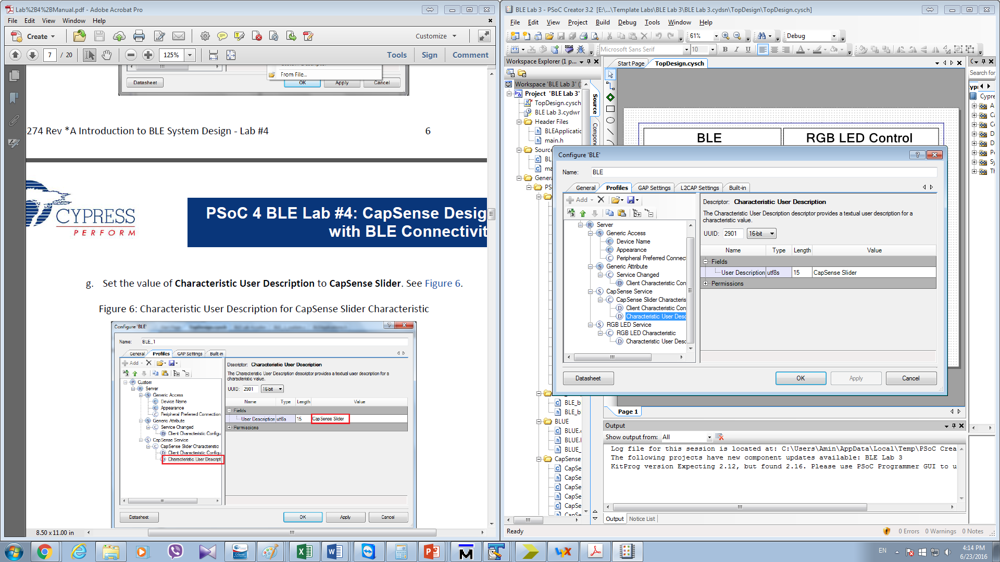 Lab%2B4%2BManual.pdf - Adobe Acrobat Pro
File Edit View Window Help
Create
Customize
7 / 20
125%
Tools Sign Comment
From File...
Datasheet OK Apply Cancel
274 Rev *A Introduction to BLE System Design - Lab #4 6
CYPRESS
PERFORM
PSoC 4 BLE Lab #4: CapSense Desig
with BLE Connectivit
g. Set the value of Characteristic User Description to CapSense Slider. See Figure 6.
Figure 6: Characteristic User Description for CapSense Slider Characteristic
Configure 'BLE'
Name: BLE_1
General Profiles GAP Settings Built-in
Add
Custom
Server
Generic Access
Device Name
Appearance
Peripheral Preferred Connection
Generic Attribute
Service Changed
Client Characteristic Configu
CapSense Service
CapSense Slider Characteristic
Client Characteristic Configu
Characteristic User Descript
Descriptor: Characteristic User Description
The Characteristic User Description descriptor provides a textual user description for a
characteristic value.
UUID: 2901 16-bit
Name Type Length Value
Fields
User Description utf8s 15 CapSense Slider
Permissions
Datasheet OK Apply Cancel
8.50 x 11.00 in
BLE Lab 3 - PSoC Creator 3.2 [E:\...\Template Labs\BLE Lab 3\BLE Lab 3.cydsn\TopDesign\TopDesign.cysch]
File Edit View Project Build Debug Tools Window Help
61%
Debug
Microsoft Sans Serif 10 B I U
Workspace Explorer (1 p...
Start Page TopDesign.cysch
Search for
Workspace 'BLE Lab 3' (
Project 'BLE Lab 3'
TopDesign.cysch
BLE Lab 3.cydwr
Header Files
BLEApplicatic
main.h
Sourc
BL
ma
Genera
PS
Source
Compone
Cypre
A
Ca
Co
D
D
Po
Sy
Th
BLE
RGB LED Control
Configure 'BLE'
Name: BLE
General Profiles GAP Settings L2CAP Settings Built-in
Add
Server
Generic Access
Device Name
Appearance
Peripheral Preferred Connect
Generic Attribute
Service Changed
Client Characteristic Con
CapSense Service
CapSense Slider Characteris
Client Characteristic Con
Characteristic User Desc
RGB LED Service
RGB LED Characteristic
Characteristic User Desc
Descriptor: Characteristic User Description
The Characteristic User Description descriptor provides a textual user description for a
characteristic value.
UUID: 2901 16-bit
Name Type Length Value
Fields
User Description utf8s 15 CapSense Slider
Permissions
Datasheet OK Apply Cancel
BLE_b
BLE_b
BLUE
BLUE.
BLUE.
BLUE_
CapSense
CapSe
CapSe
CapSe
CapSe
CapSe
CapSe
Page 1
Output
Show output from: All
Log file for this session is located at: C:\Users\Amin\AppData\Local\Temp\PSoC Crea
The following projects have new component updates available: BLE Lab 3
KitProg version Expecting 2.12, but found 2.16. Please use PSoC Programmer GUI to u
Output Notice List
Ready
0 Errors 0 Warnings 0 Notes
EN
4:14 PM
6/23/2016